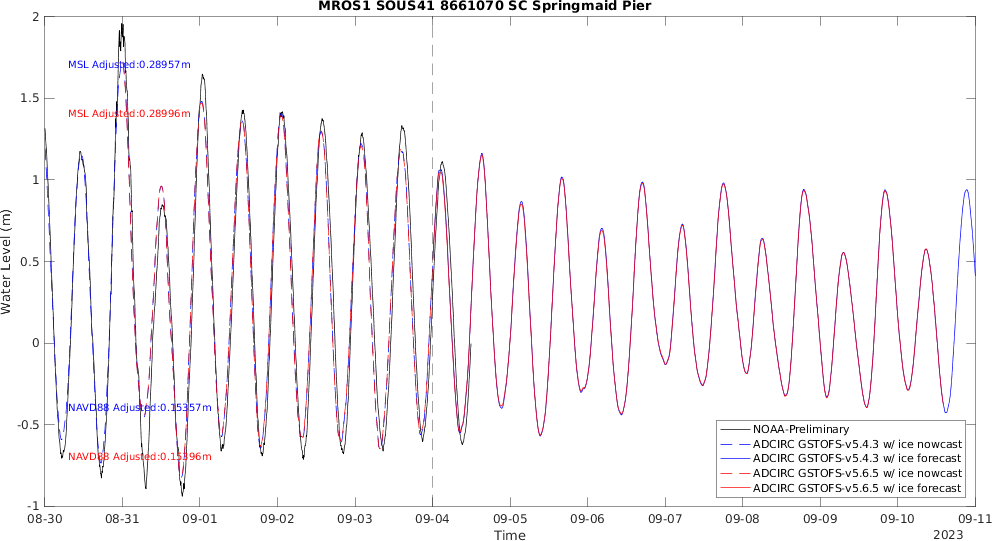 MROS1 SOUS41 8661070 SC Springmaid Pier
2
1.5
1
0.5
0
-0.5
-1
Water Level (m)
MSL Adjusted:0.28957m
MSL Adjusted:0.28996m
NAVD88 Adjusted:0.15357m
NAVD88 Adjusted:0.15396m
NOAA-Preliminary
ADCIRC GSTOFS-v5.4.3 w/ ice nowcast
ADCIRC GSTOFS-v5.4.3 w/ ice forecast
ADCIRC GSTOFS-v5.6.5 w/ ice nowcast
ADCIRC GSTOFS-v5.6.5 w/ ice forecast
08-30 08-31 09-01 09-02 09-03 09-04 09-05 09-06 09-07 09-08 09-09 09-10 09-11
Time
2023